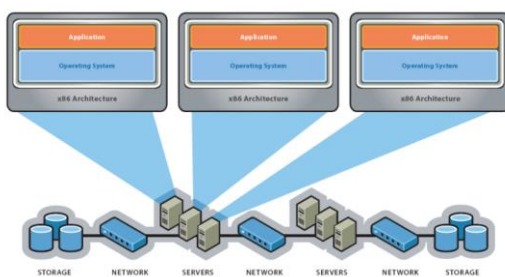 Application
Operating System
x86 Architecture
Application
Operating System
x86 Architecture
Application
Operating System
x86 Architecture
STORAGE
NETWORK
SERVERS
NETWORK
SERVERS
NETWORK
STORAGE